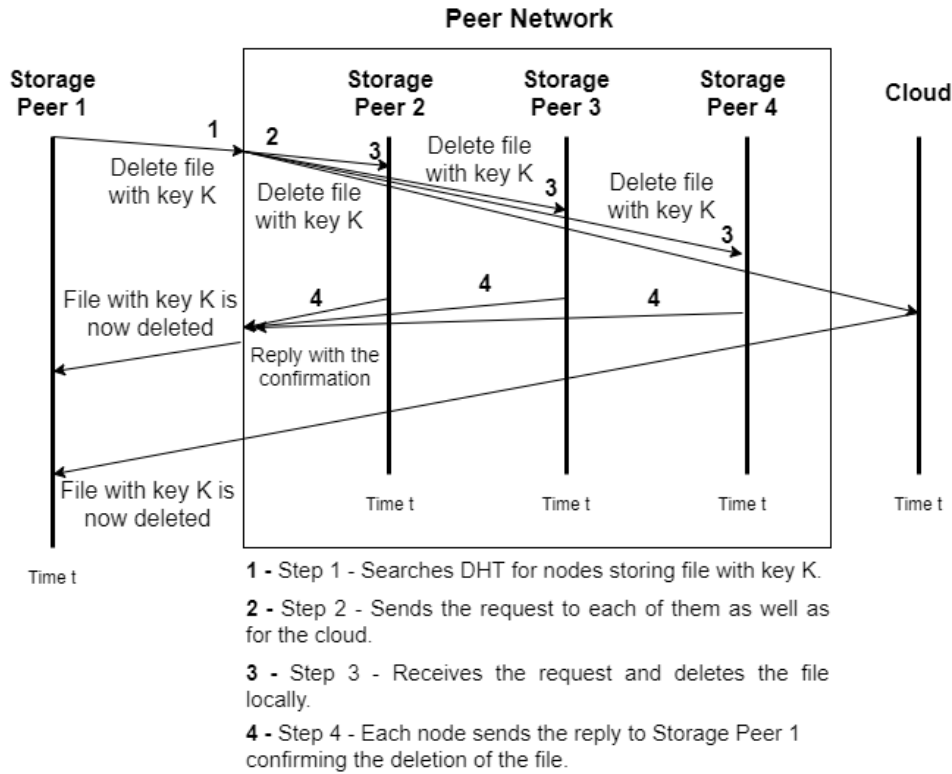 Peer Network
Storage
Peer 1
Storage
Peer 2
Storage
Peer 3
Storage
Peer 4
Cloud
1
2
3
Delete file
with key K
Delete file
with key K
Delete file
with key K
3
Delete file
with key K
3
File with key K is
now deleted
4
4
4
Reply with the
confirmation
File with key K is
now deleted
Time t
Time t
Time t
Time t
Time t
1 - Step 1 - Searches DHT for nodes storing file with key K.
2 - Step 2 - Sends the request to each of them as well as
for the cloud.
3 - Step 3 - Receives the request and deletes the file
locally.
4 - Step 4 - Each node sends the reply to Storage Peer 1
confirming the deletion of the file.